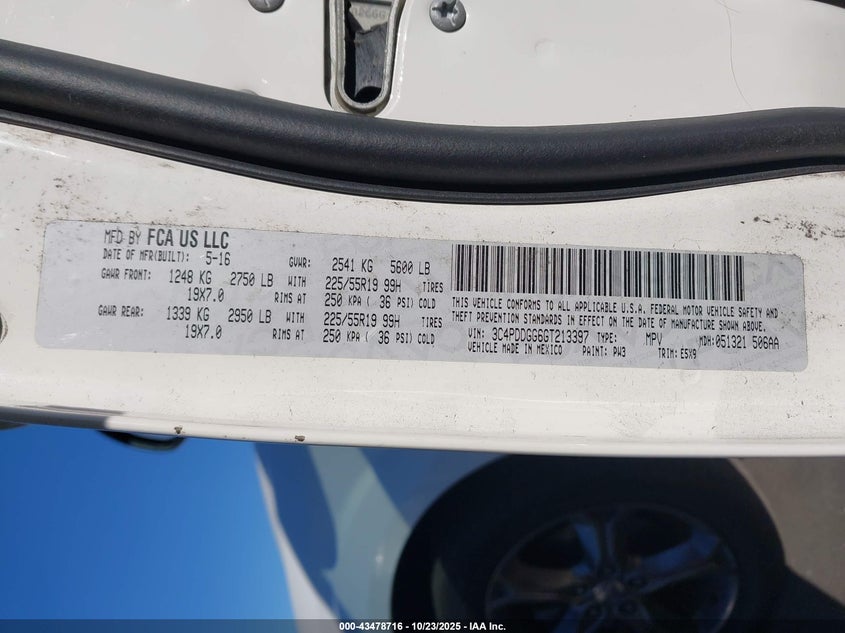 MFD BY FCA US LLC
DATE OF MFR(BUILT): 5-16 GVWR: 2541 KG 5600 LB
GAWR FRONT: 1248 KG 2750 LB WITH 225/55R19 99H TIRES
19X7.0 RIMS AT 250 KPA ( 36 PSI) COLD
GAWR REAR: 1339 KG 2950 LB WITH 225/55R19 99H TIRES
19X7.0 RIMS AT 250 KPA ( 36 PSI) COLD
THIS VEHICLE CONFORMS TO ALL APPLICABLE U.S.A. FEDERAL MOTOR VEHICLE SAFETY AND
THEFT PREVENTION STANDARDS IN EFFECT ON THE DATE OF MANUFACTURE SHOWN ABOVE.
VIN: 3C4PDDGG6GT213397 TYPE: MPV MDH: 051321 506AA
VEHICLE MADE IN MEXICO PAINT: PW3 TRIM: E5X9
000-43478716 - 10/23/2025 - IAA Inc.